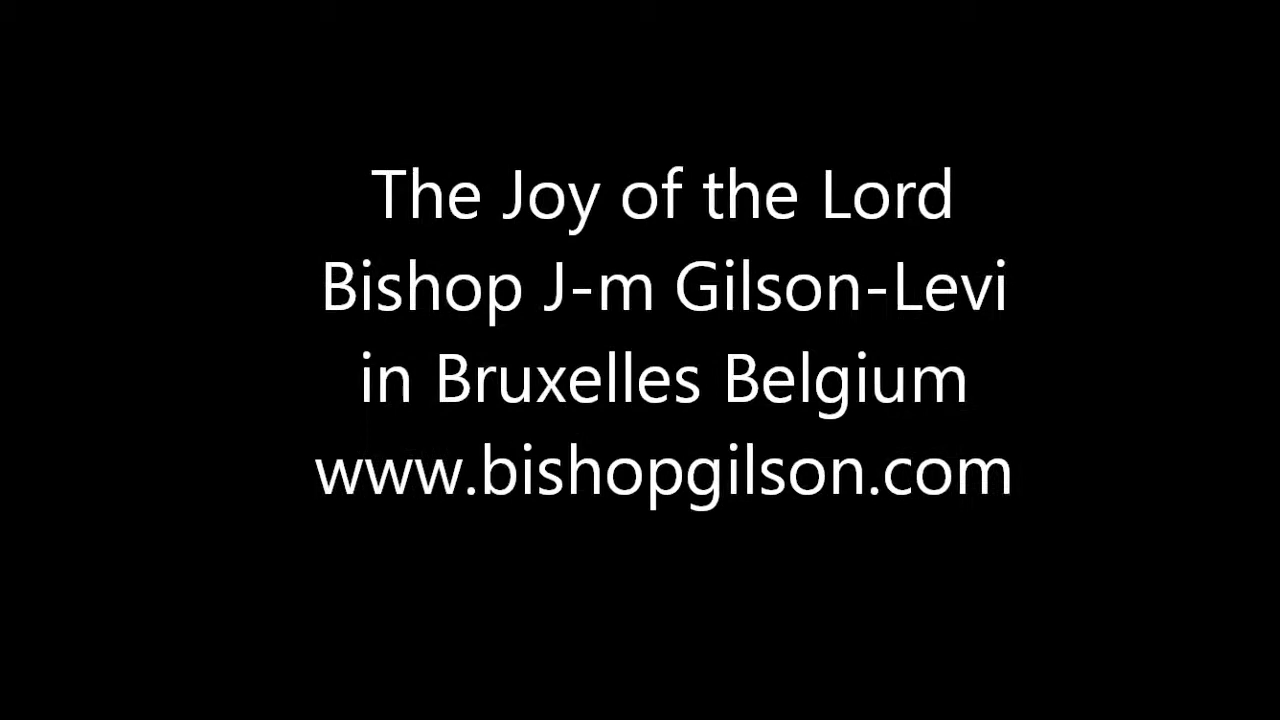 The Joy of the Lord
Bishop J-m Gilson-Levi
in Bruxelles Belgium
www.bishopgilson.com